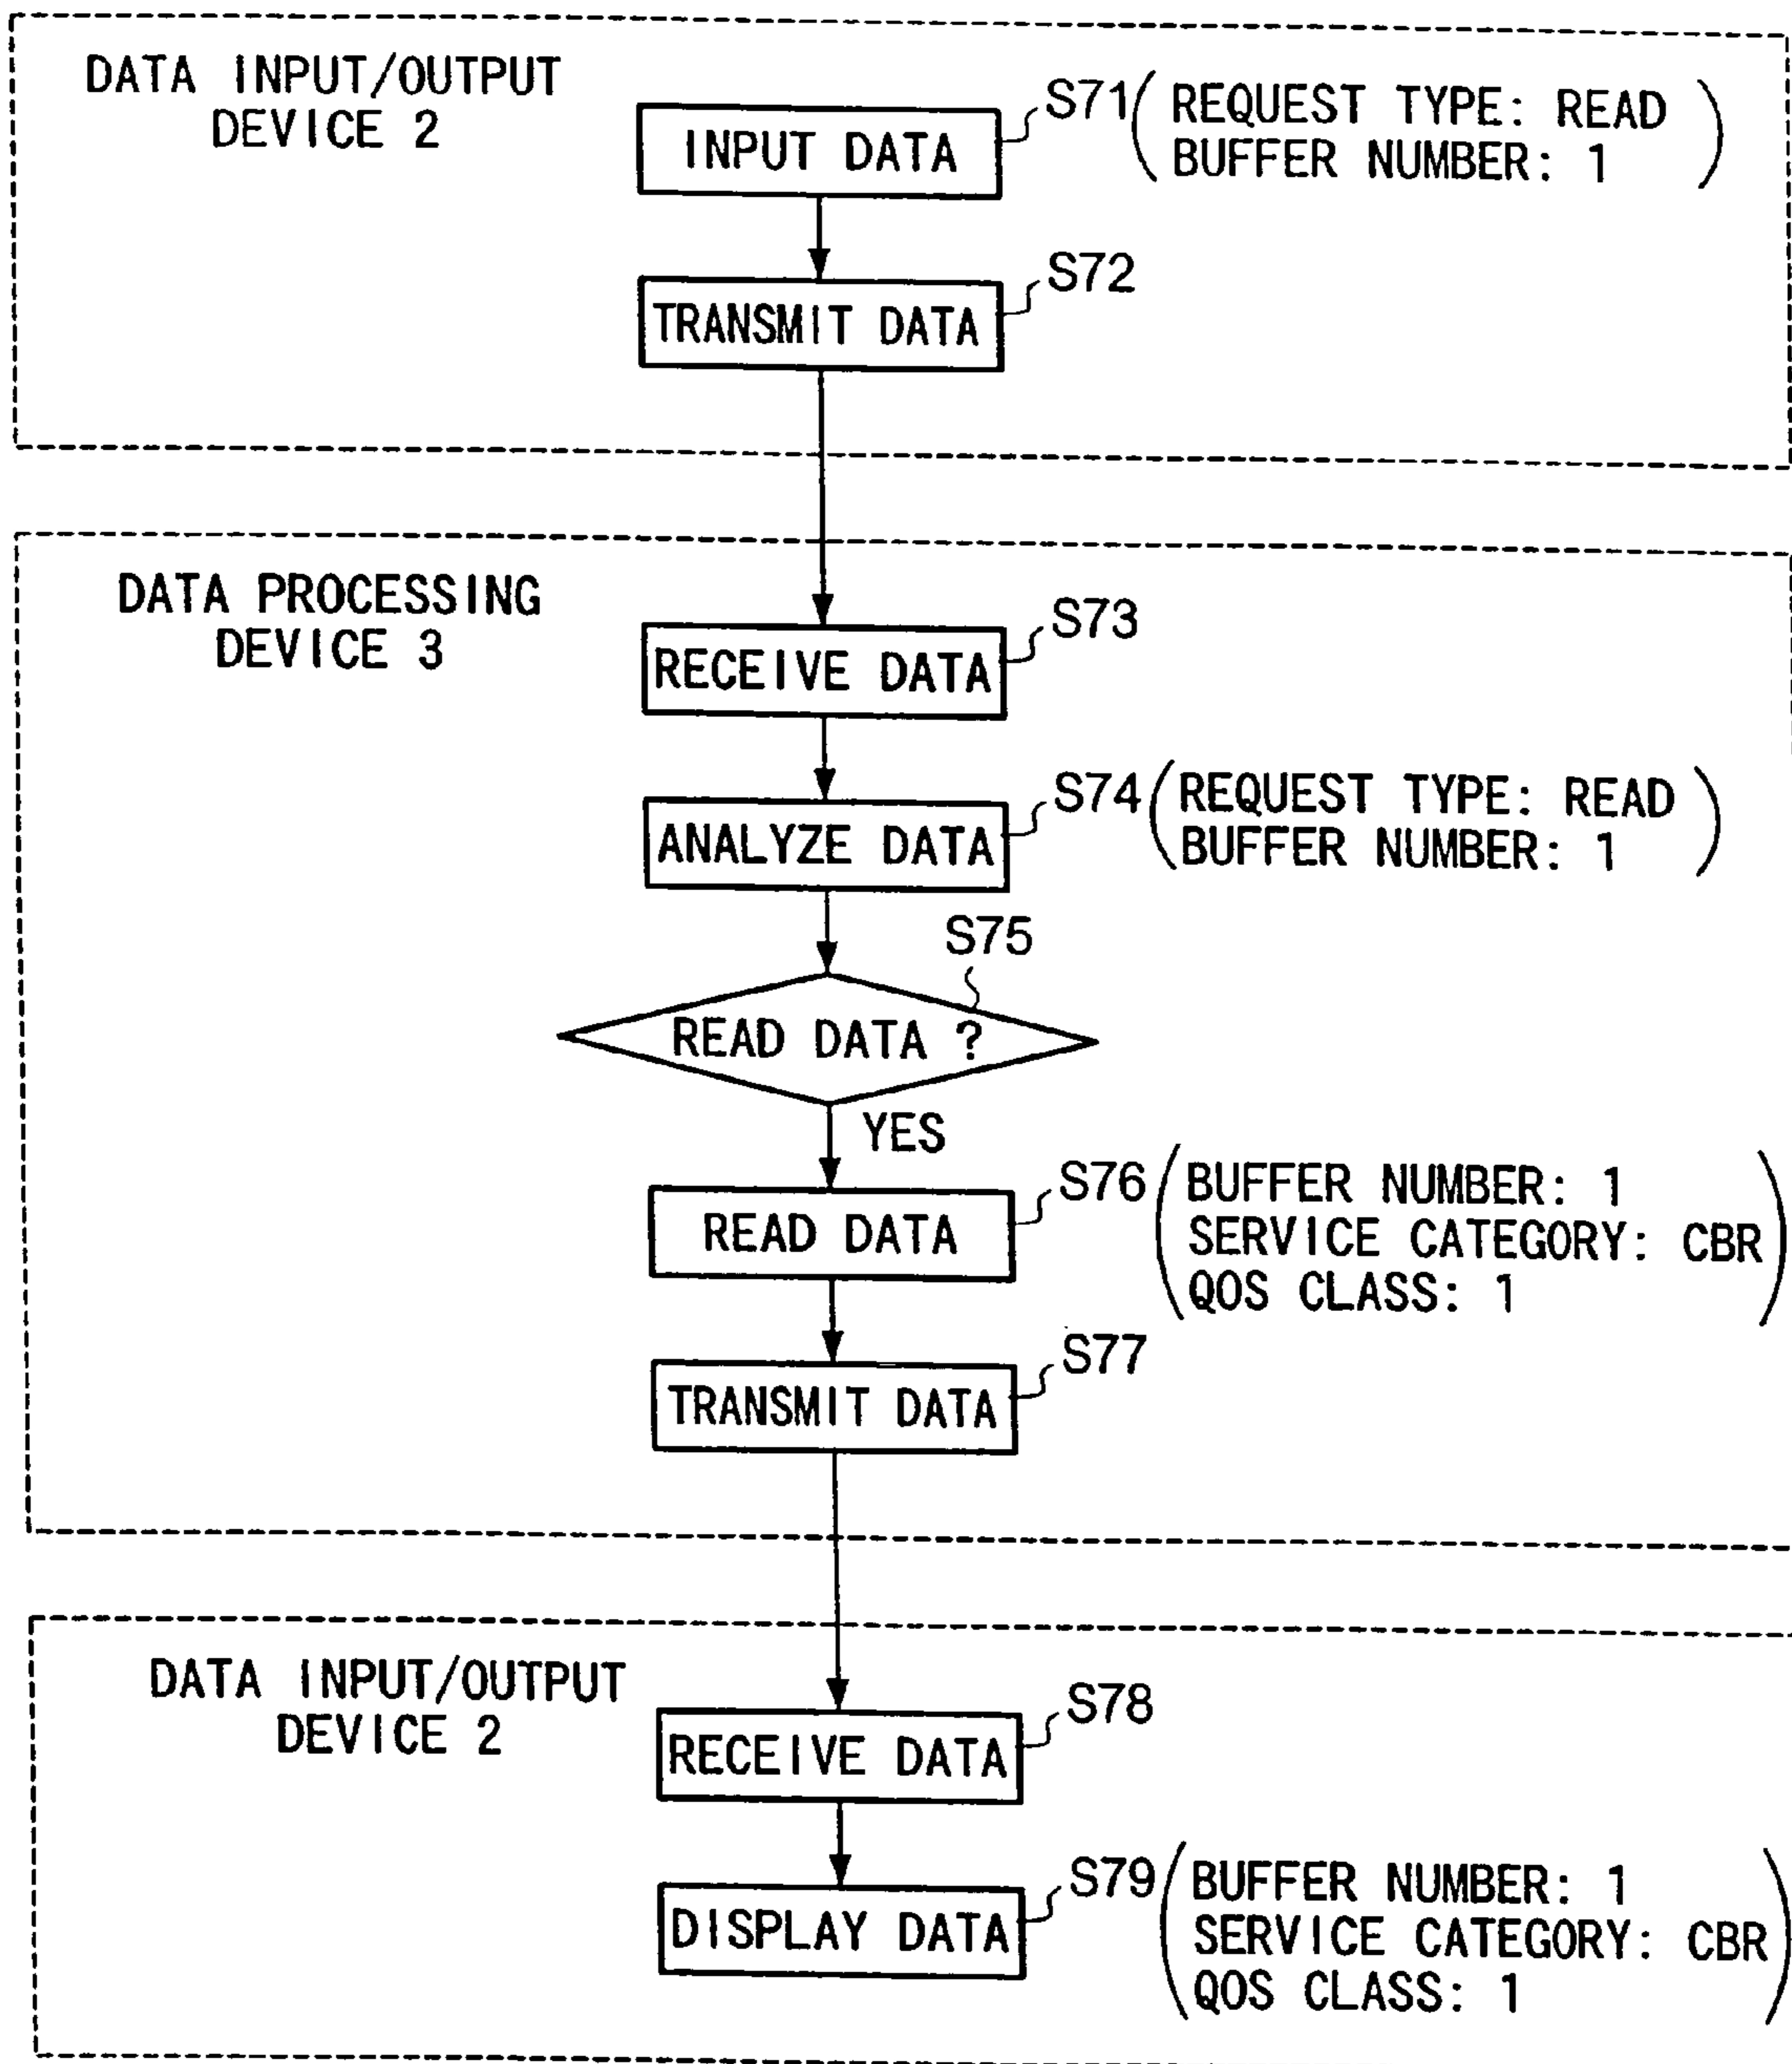 DATA INPUT/OUTPUT
DEVICE 2
INPUT DATA
S71
REQUEST TYPE: READ
BUFFER NUMBER: 1
TRANSMIT DATA
S72
DATA PROCESSING
DEVICE 3
RECEIVE DATA
S73
ANALYZE DATA
S74
REQUEST TYPE: READ
BUFFER NUMBER: 1
S75
READ DATA ?
YES
READ DATA
S76
BUFFER NUMBER: 1
SERVICE CATEGORY: CBR
QOS CLASS: 1
TRANSMIT DATA
S77
DATA INPUT/OUTPUT
DEVICE 2
RECEIVE DATA
S78
DISPLAY DATA
S79
BUFFER NUMBER: 1
SERVICE CATEGORY: CBR
QOS CLASS: 1